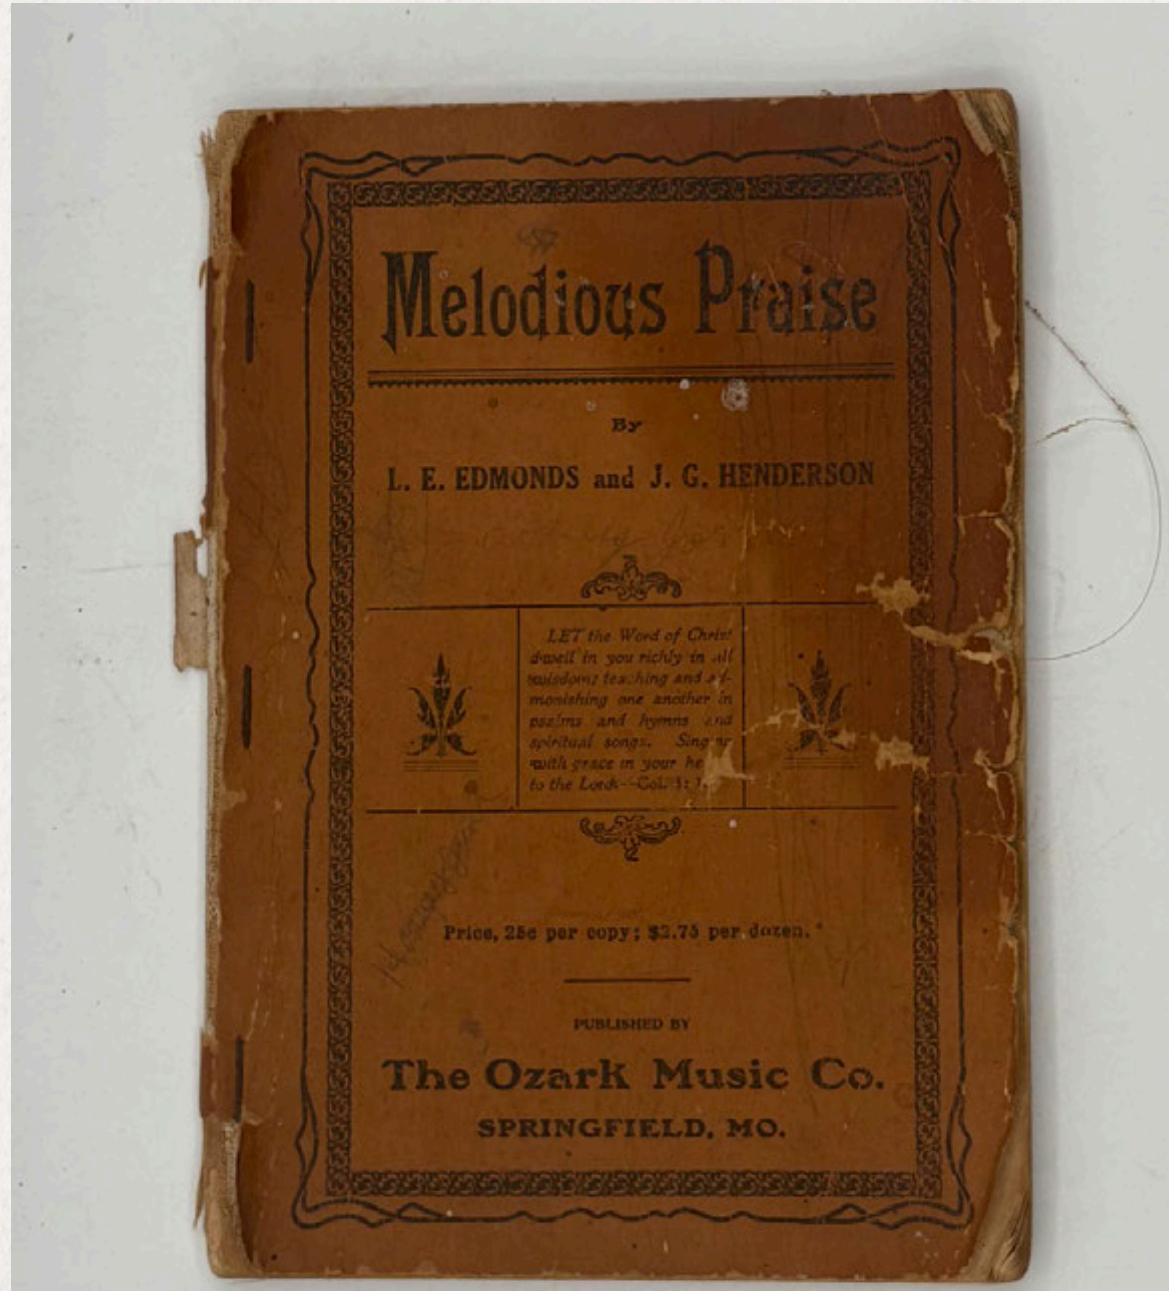 Melodious Praise
By
L. E. EDMONDS and J. G. HENDERSON
LET the Word of Christ
dwell in you richly in all
wisdom; teaching and ad-
monishing one another in
psalms and hymns and
spiritual songs.
with grace in your
to the Lord.--Col.
Price, 25c per copy; $2.75 per dozen.
PUBLISHED BY
The Ozark Music Co.
SPRINGFIELD, MO.